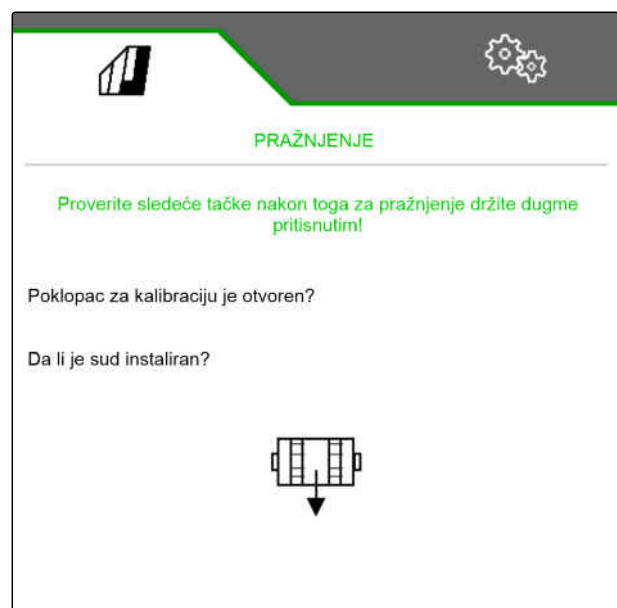 PRAŽNJENJE
Proverite sledeće tačke nakon toga za pražnjenje držite dugme
pritisnutim!
Poklopac za kalibraciju je otvoren?
Da li je sud instaliran?